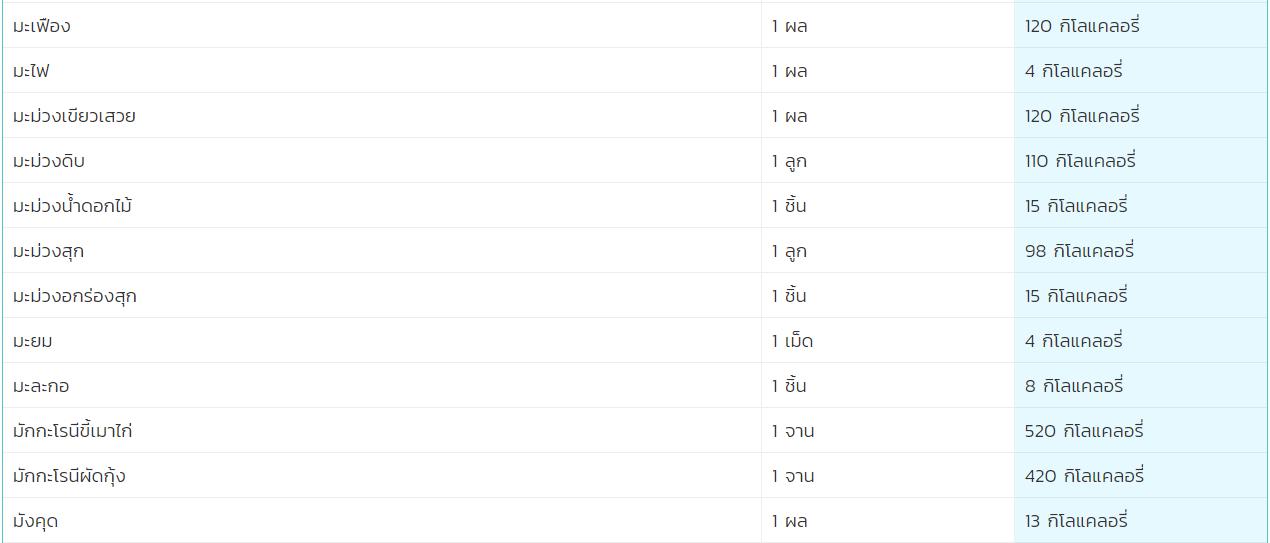 มะเฟือง 1 ผล 120 กิโลแคลอรี่
มะไฟ 1 ผล 4 กิโลแคลอรี่
มะม่วงเขียวเสวย 1 ผล 120 กิโลแคลอรี่
มะม่วงดิบ 1 ลูก 110 กิโลแคลอรี่
มะม่วงน้ำดอกไม้ 1 ชิ้น 15 กิโลแคลอรี่
มะม่วงสุก 1 ลูก 98 กิโลแคลอรี่
มะม่วงอกร่องสุก 1 ชิ้น 15 กิโลแคลอรี่
มะยม 1 เม็ด 4 กิโลแคลอรี่
มะละกอ 1 ชิ้น 8 กิโลแคลอรี่
มักกะโรนีขี้เมาไก่ 1 จาน 520 กิโลแคลอรี่
มักกะโรนีผัดกุ้ง 1 จาน 420 กิโลแคลอรี่
มังคุด 1 ผล 13 กิโลแคลอรี่